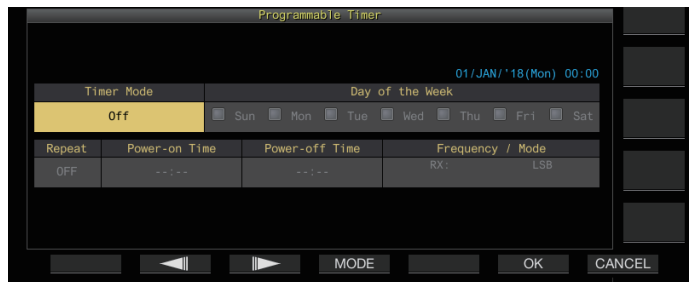 Programmable Timer
01/JAN/'18(Mon) 00:00
Timer Mode Day of the Week
Off Sun Mon Tue Wed Thu Fri Sat
Repeat Power-on Time Power-off Time Frequency / Mode
OFF --:-- --:-- RX: LSB
MODE OK CANCEL